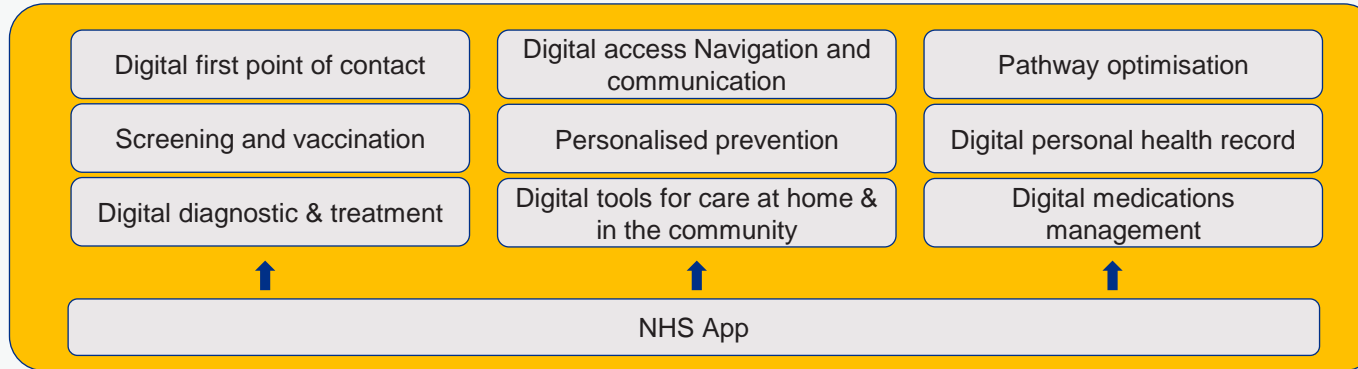 Digital first point of contact
Digital access Navigation and
communication
Pathway optimisation
Screening and vaccination
Personalised prevention
Digital personal health record
Digital diagnostic & treatment
Digital tools for care at home &
in the community
Digital medications
management
NHS App